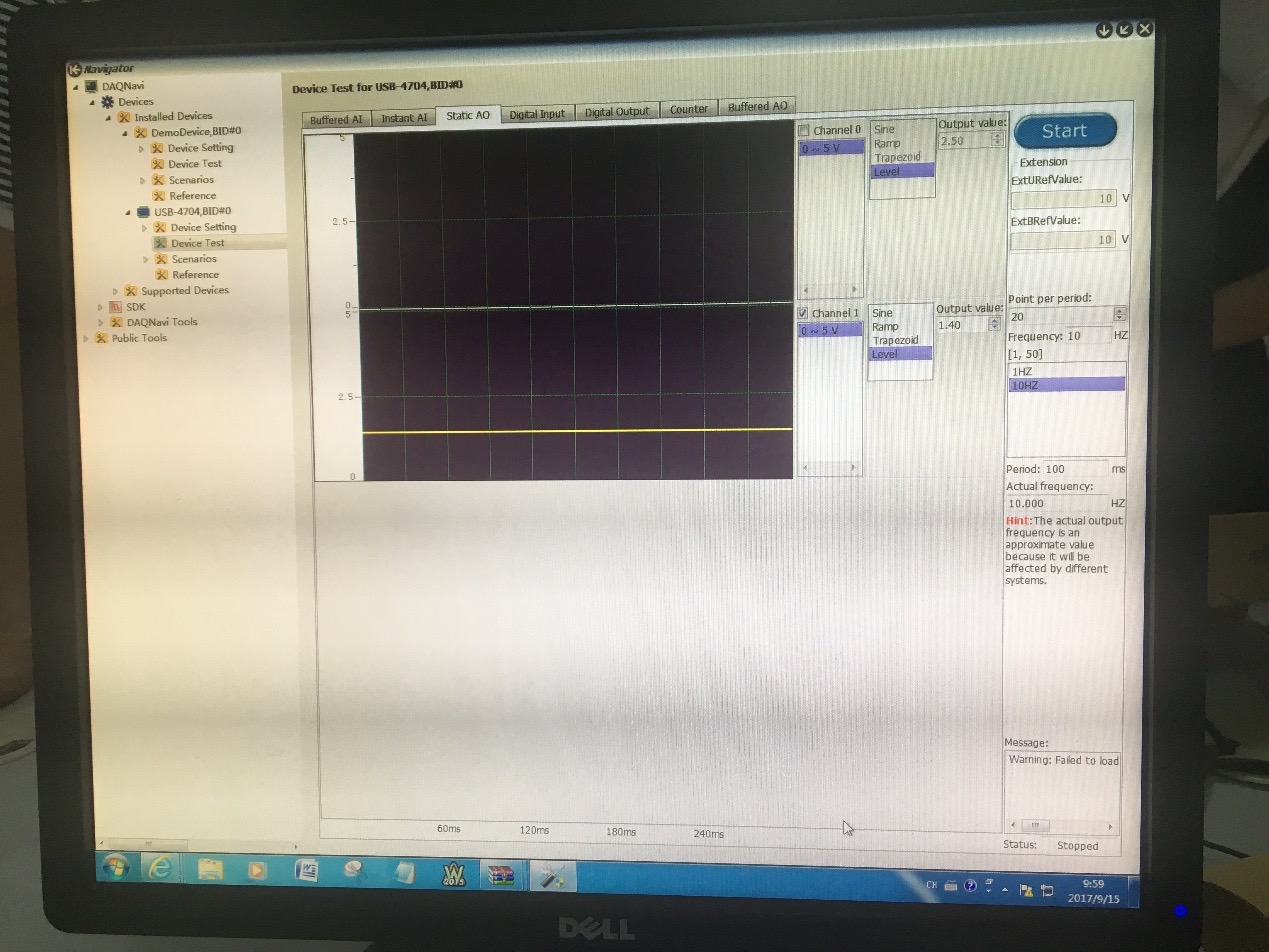 Navigator
DAQNavi
Devices
Installed Devices
DemoDevice,BID#0
Device Setting
Device Test
Scenarios
Reference
USB-4704,BID#0
Device Setting
Device Test
Scenarios
Reference
Supported Devices
SDK
DAQNavi Tools
Public Tools
Device Test for USB-4704,BID#0
Buffered AI Instant AI Static AO Digital Input Digital Output Counter Buffered AO
5
2.5
0
5
2.5
0
60ms 120ms 180ms 240ms
Channel 0
0 ~ 5 V
Sine
Ramp
Trapezoid
Level
Output value:
2.50
Channel 1
0 ~ 5 V
Sine
Ramp
Trapezoid
Level
Output value:
1.40
Start
Extension
ExtURefValue:
10 V
ExtBRefValue:
10 V
Point per period:
20
Frequency: 10 HZ
[1, 50]
1HZ
10HZ
Period: 100 ms
Actual frequency:
10.000 HZ
Hint:The actual output
frequency is an
approximate value
because it will be
affected by different
systems.
Message:
Warning: Failed to load
Status: Stopped
W
2015
CH
9:59
2017/9/15
DELL